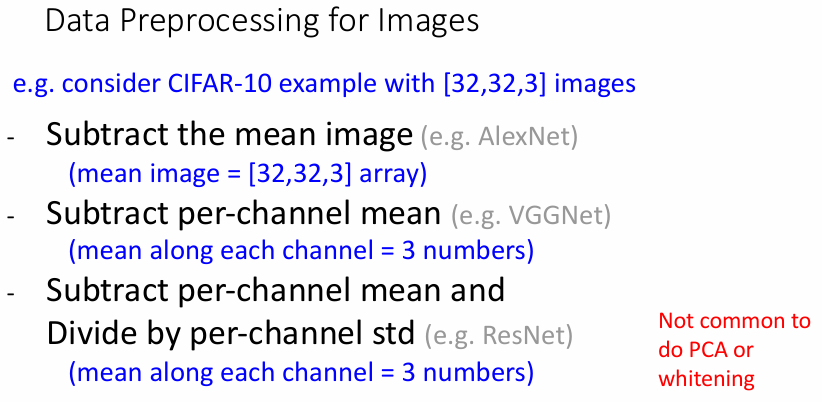 Data Preprocessing for Images
e.g. consider CIFAR-10 example with [32,32,3] images
- Subtract the mean image (e.g. AlexNet)
(mean image = [32,32,3] array)
- Subtract per-channel mean (e.g. VGGNet)
(mean along each channel = 3 numbers)
- Subtract per-channel mean and
Divide by per-channel std (e.g. ResNet)
(mean along each channel = 3 numbers)
Not common to
do PCA or
whitening